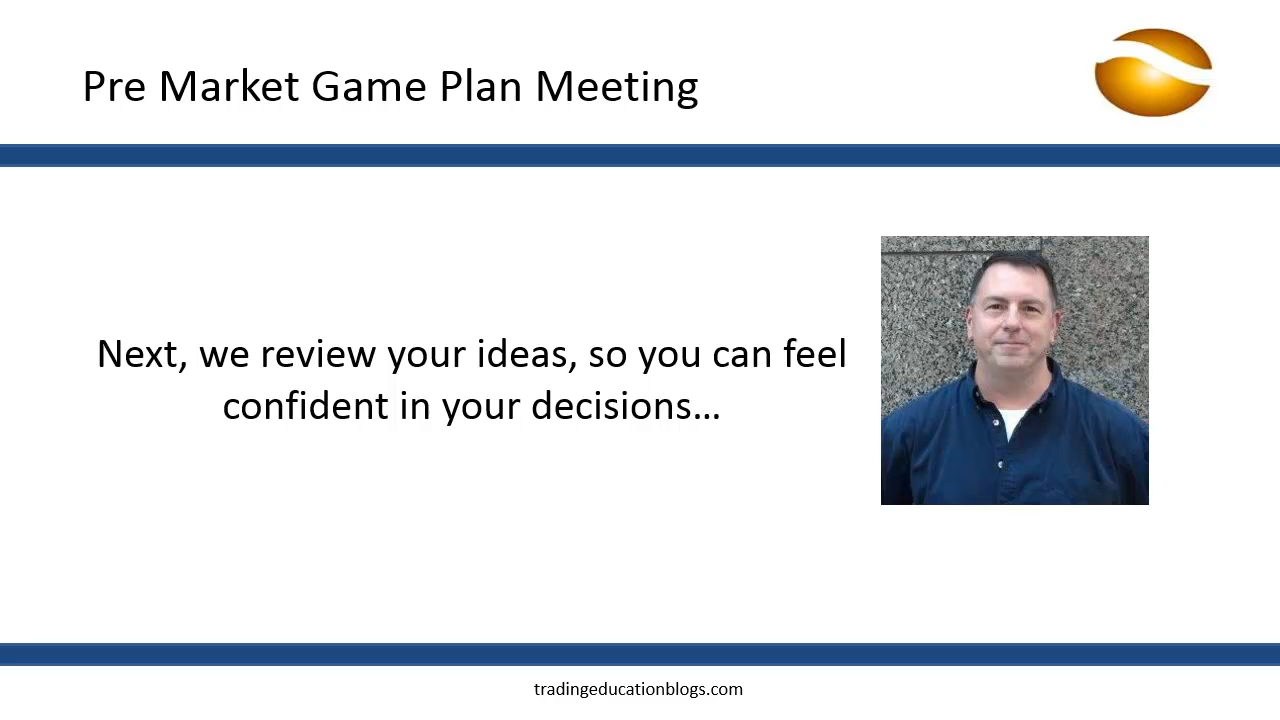 Pre Market Game Plan Meeting
Next, we review your ideas, so you can feel
confident in your decisions…
tradingeducationblogs.com